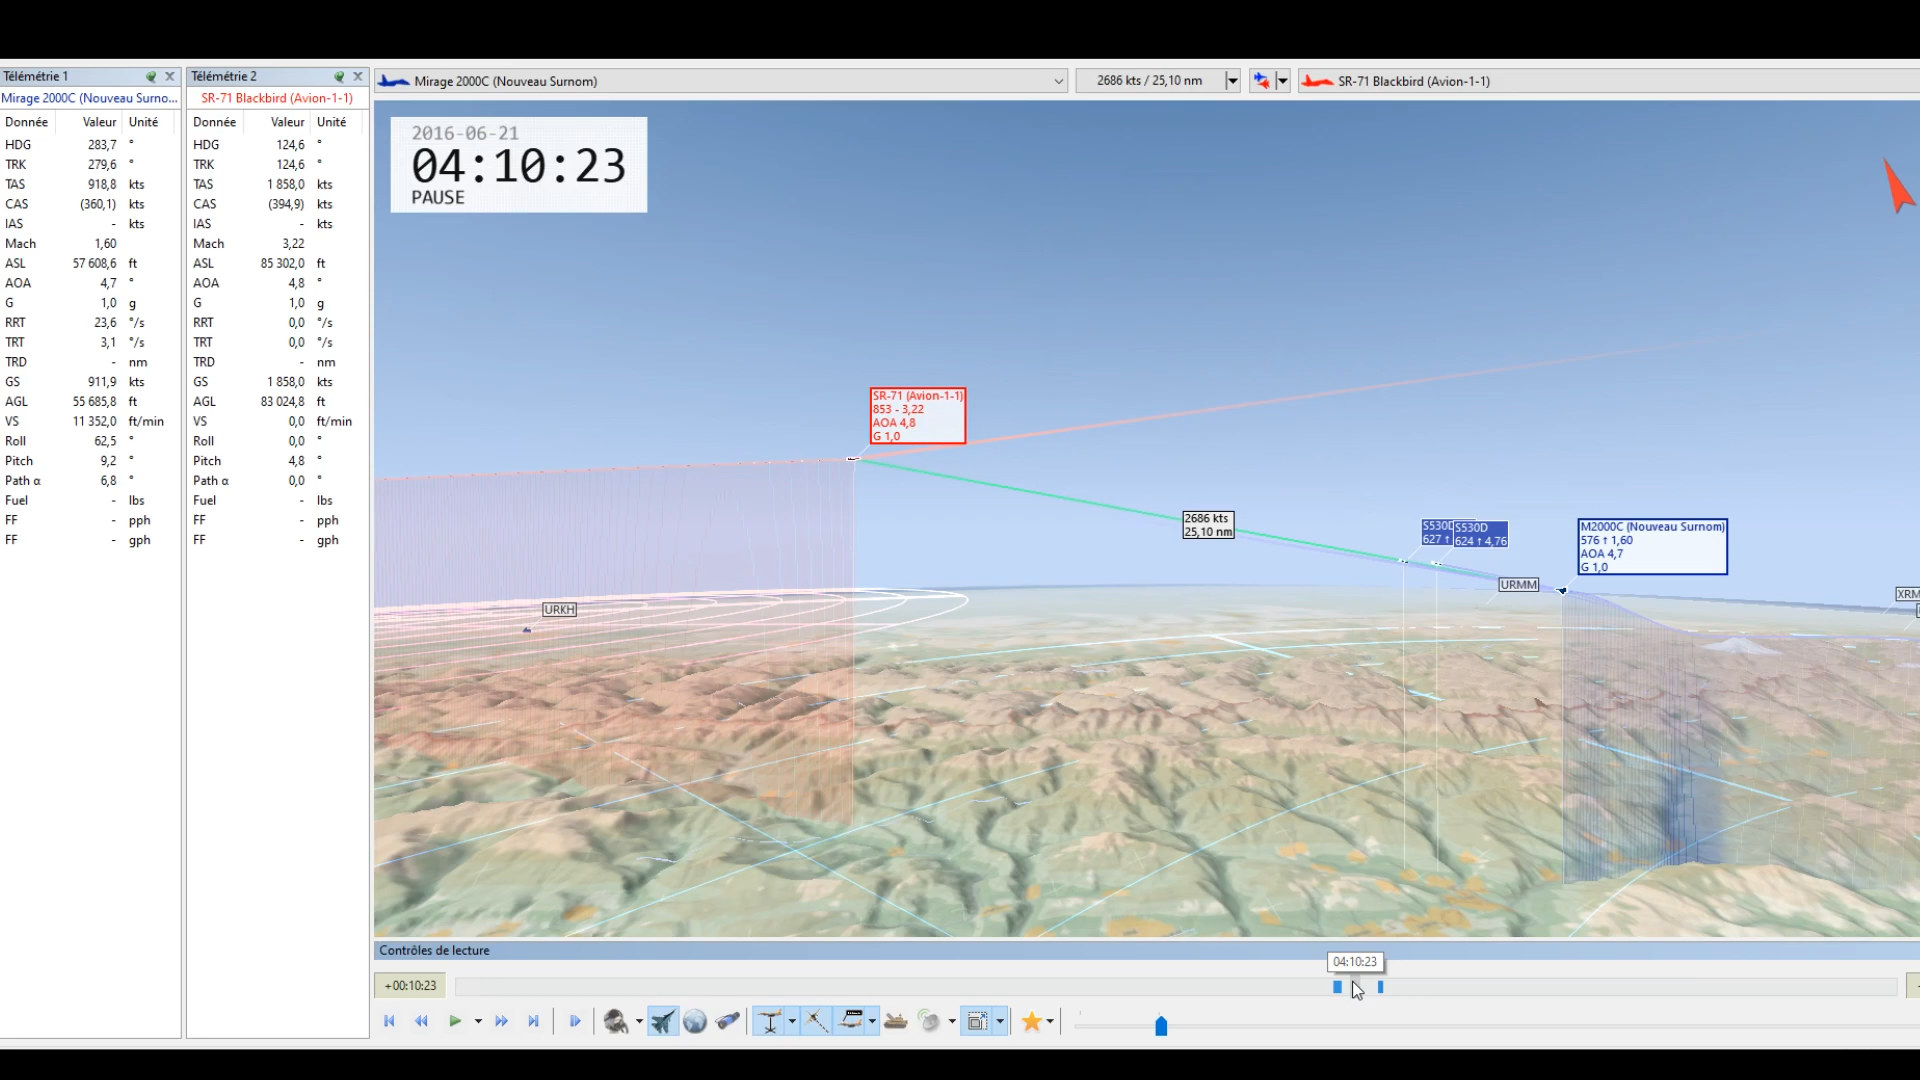 Télémétrie 1
Mirage 2000C (Nouveau Surno...
Donnée Valeur Unité
HDG 283,7 °
TRK 279,6 °
TAS 918,8 kts
CAS (360,1) kts
IAS - kts
Mach 1,60
ASL 57 608,6 ft
AOA 4,7 °
G 1,0 g
RRT 23,6 °/s
TRT 3,1 °/s
TRD - nm
GS 911,9 kts
AGL 55 685,8 ft
VS 11 352,0 ft/min
Roll 62,5 °
Pitch 9,2 °
Path α 6,8 °
Fuel - lbs
FF - pph
FF - gph
Télémétrie 2
SR-71 Blackbird (Avion-1-1)
Donnée Valeur Unité
HDG 124,6 °
TRK 124,6 °
TAS 1 858,0 kts
CAS (394,9) kts
IAS - kts
Mach 3,22
ASL 85 302,0 ft
AOA 4,8 °
G 1,0 g
RRT 0,0 °/s
TRT 0,0 °/s
TRD - nm
GS 1 858,0 kts
AGL 83 024,8 ft
VS 0,0 ft/min
Roll 0,0 °
Pitch 4,8 °
Path α 0,0 °
Fuel - lbs
FF - pph
FF - gph
Mirage 2000C (Nouveau Surnom)
2686 kts / 25,10 nm
SR-71 Blackbird (Avion-1-1)
2016-06-21
04:10:23
PAUSE
SR-71 (Avion-1-1)
853 - 3,22
AOA 4,8
G 1,0
2686 kts
25,10 nm
S530D
627 ↑
S530D
624 ↑ 4,76
M2000C (Nouveau Surnom)
576 ↑ 1,60
AOA 4,7
G 1,0
URMM
XRM
URKH
Contrôles de lecture
04:10:23
+00:10:23